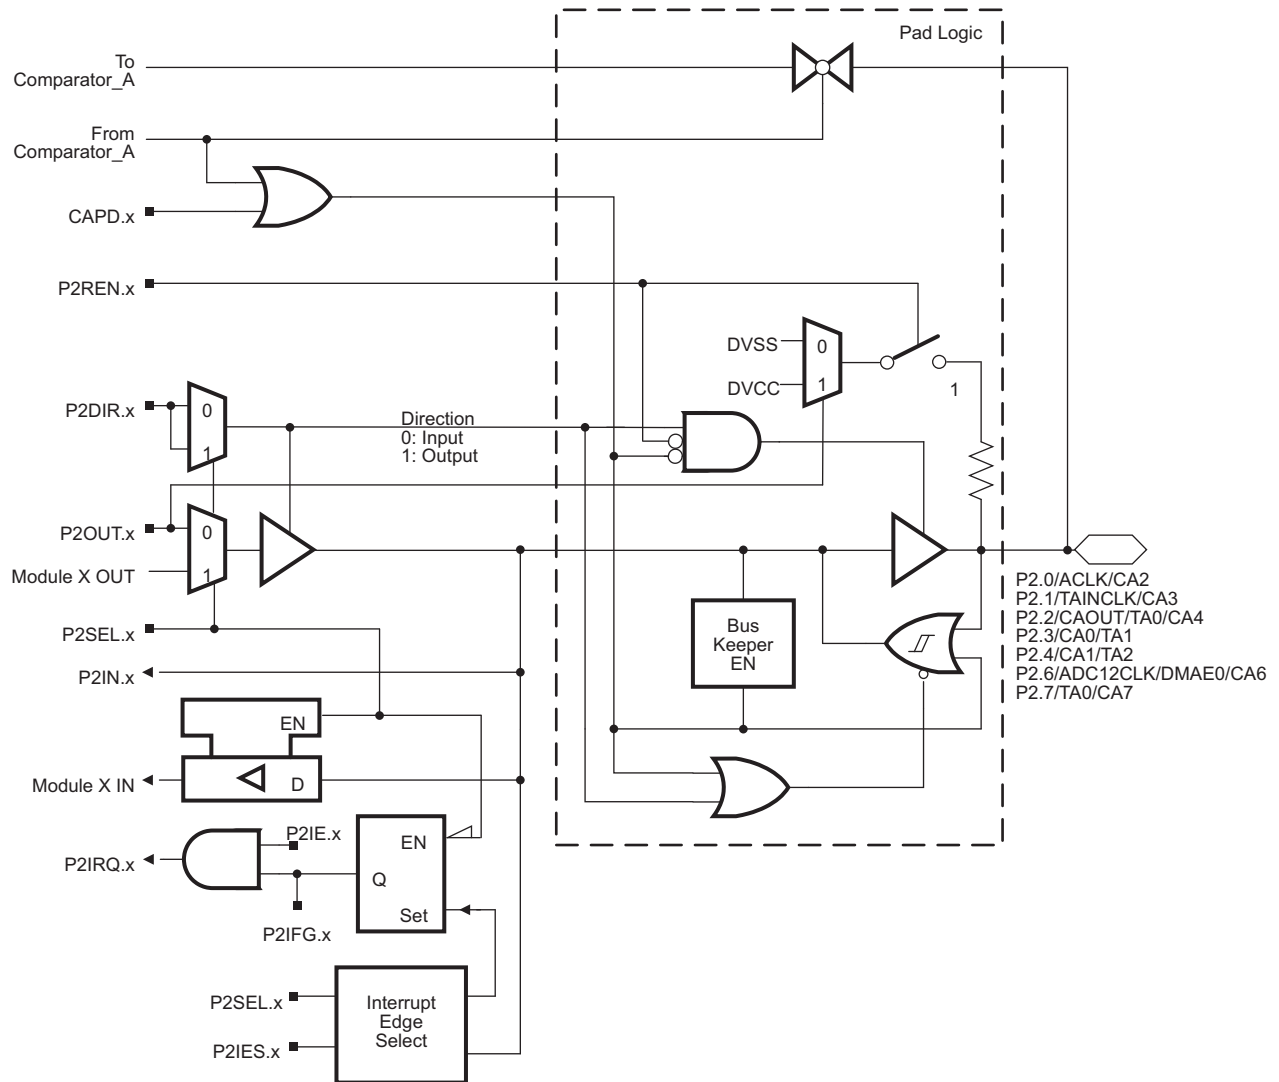 Pad Logic
To
Comparator_A
From
Comparator_A
CAPD.x
P2REN.x
DVSS
0
DVCC
1
1
P2DIR.x
0
1
Direction
0: Input
1: Output
P2OUT.x
0
Module X OUT
1
P2SEL.x
P2IN.x
Bus
Keeper
EN
P2.0/ACLK/CA2
P2.1/TAINCLK/CA3
P2.2/CAOUT/TA0/CA4
P2.3/CA0/TA1
P2.4/CA1/TA2
P2.6/ADC12CLK/DMAE0/CA6
P2.7/TA0/CA7
EN
Module X IN
D
P2IE.x
EN
P2IRQ.x
Q
Set
P2IFG.x
P2SEL.x
Interrupt
Edge
Select
P2IES.x